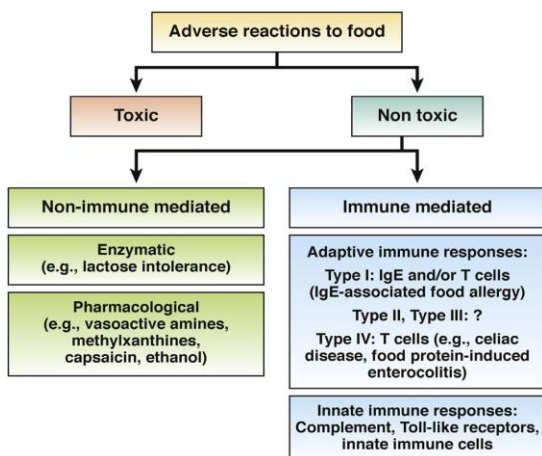 Adverse reactions to food
Toxic
Non toxic
Non-immune mediated
Enzymatic
(e.g., lactose intolerance)
Pharmacological
(e.g., vasoactive amines,
methylxanthines,
capsaicin, ethanol)
Immune mediated
Adaptive immune responses:
Type I: IgE and/or T cells
(IgE-associated food allergy)
Type II, Type III: ?
Type IV: T cells (e.g., celiac
disease, food protein-induced
enterocolitis)
Innate immune responses:
Complement, Toll-like receptors,
innate immune cells